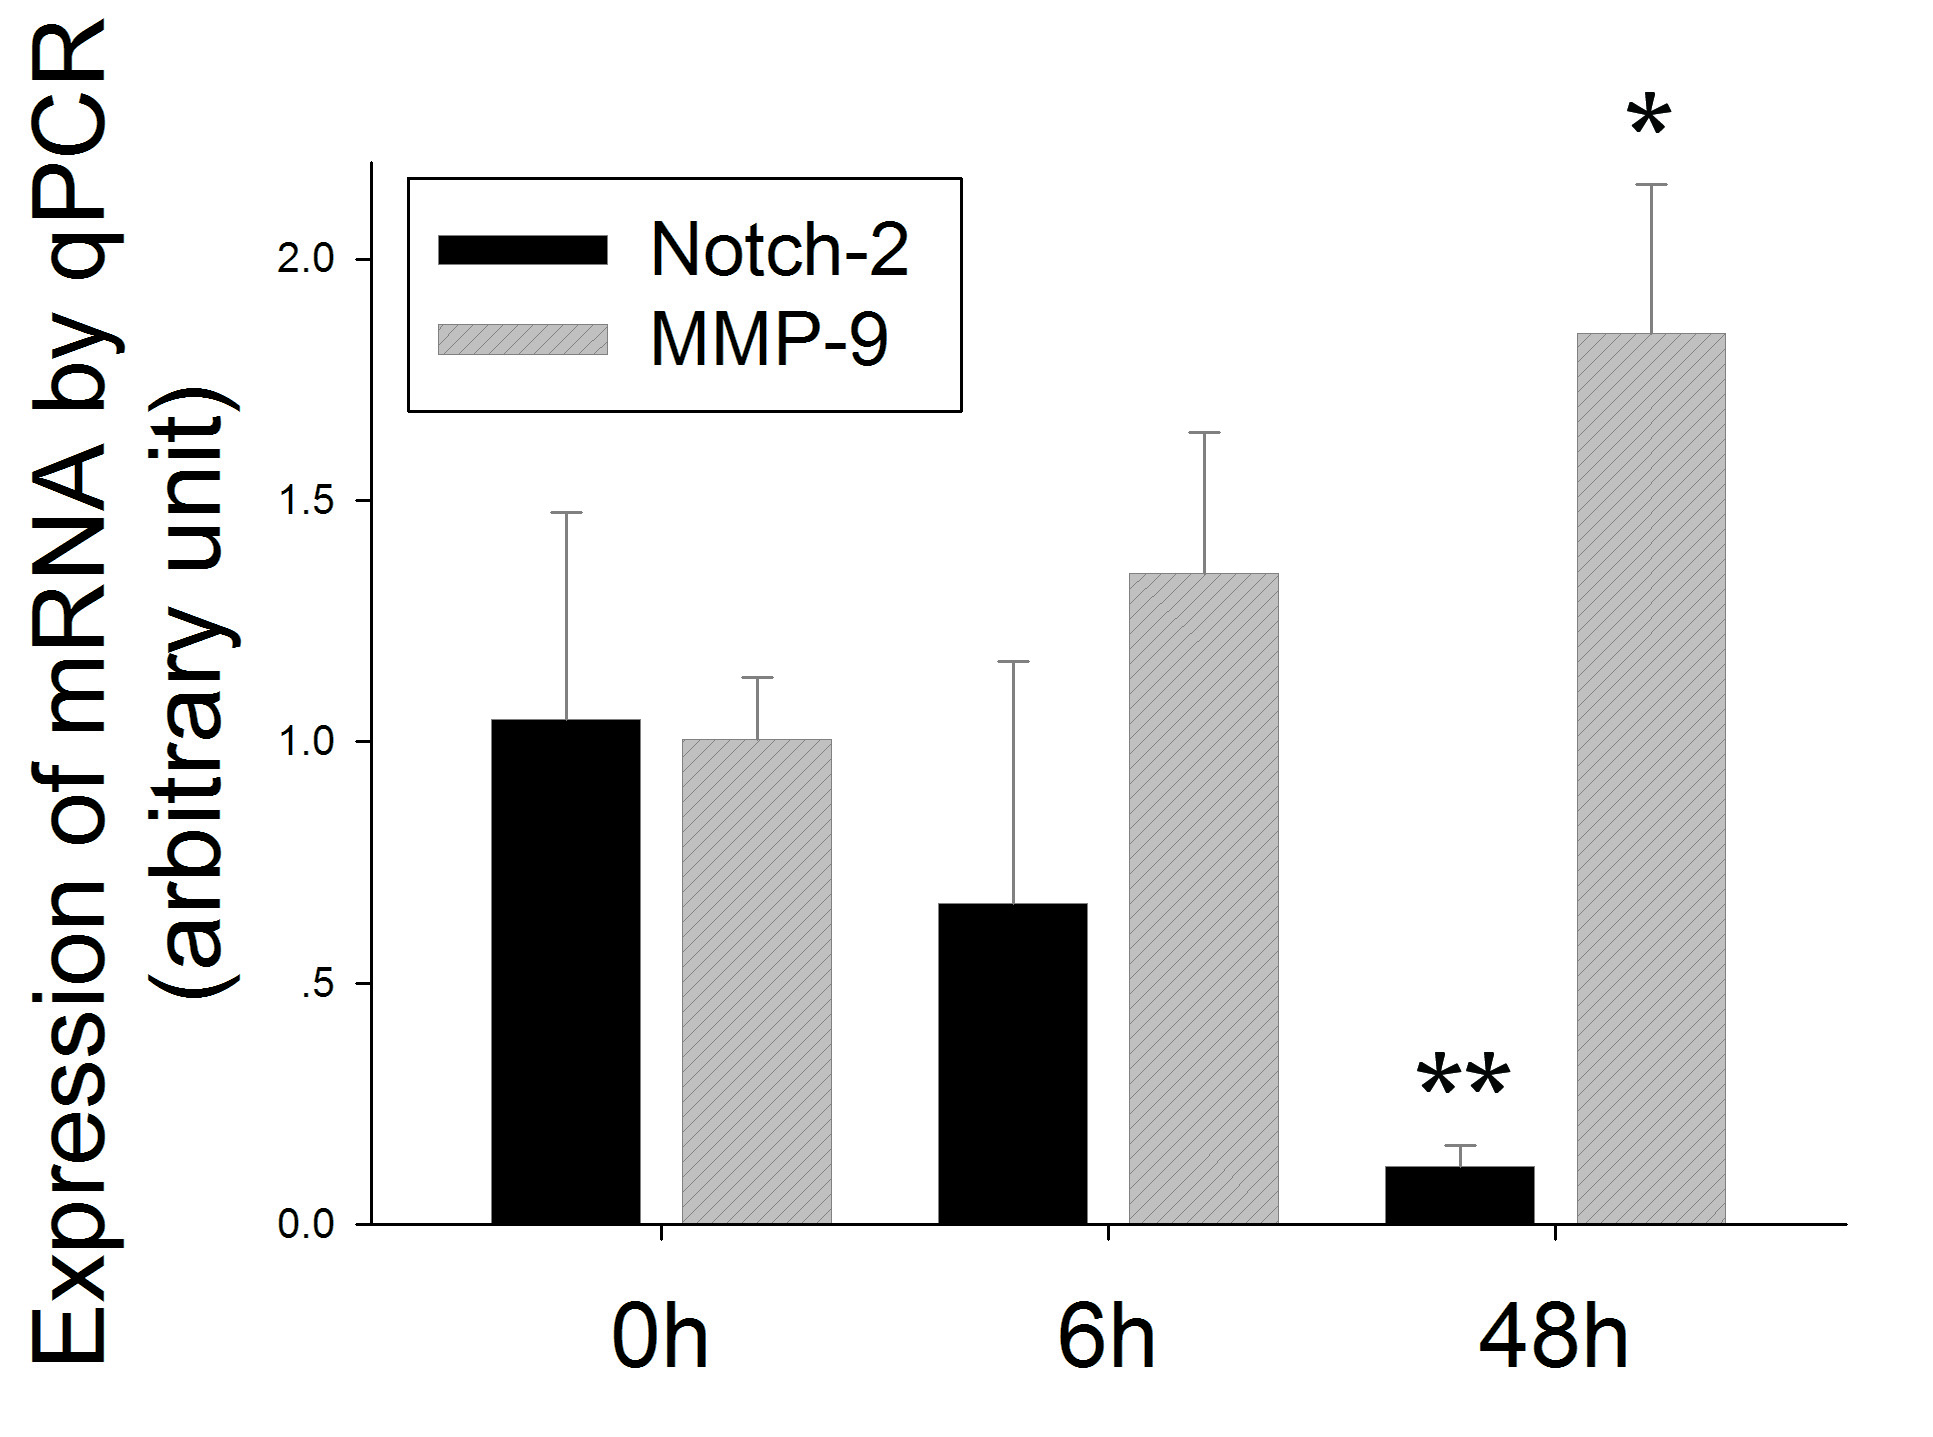 Expression of mRNA by qPCR
(arbitrary unit)
2.0
1.5
1.0
.5
0.0
Notch-2
MMP-9
*
**
0h
6h
48h